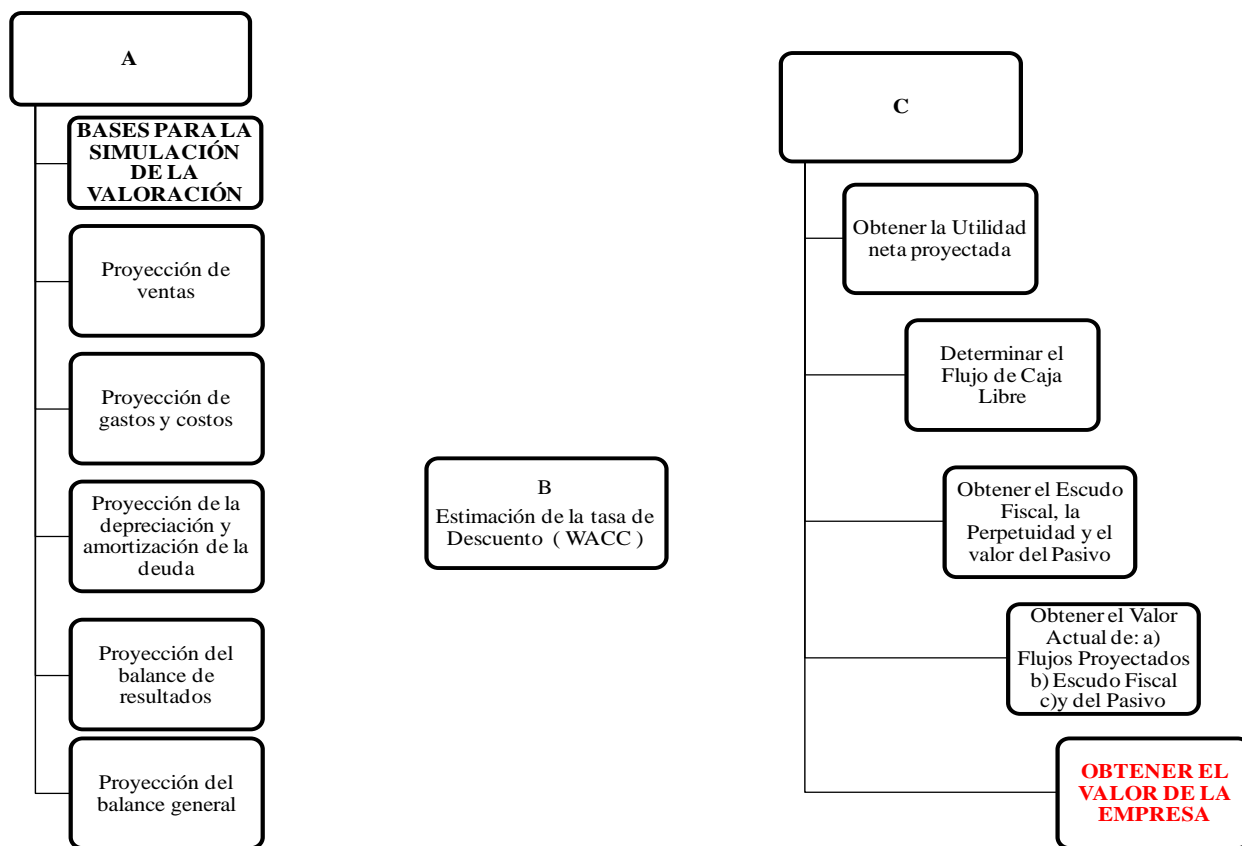 A
BASES PARA LA
SIMULACIÓN
DE LA
VALORACIÓN
Proyección de
ventas
Proyección de
gastos y costos
Proyección de la
depreciación y
amortización de la
deuda
Proyección del
balance de
resultados
Proyección del
balance general
B
Estimación de la tasa de
Descuento ( WACC )
C
Obtener la Utilidad
neta proyectada
Determinar el
Flujo de Caja
Libre
Obtener el Escudo
Fiscal, la
Perpetuidad y el
valor del Pasivo
Obtener el Valor
Actual de: a)
Flujos Proyectados
b) Escudo Fiscal
c)y del Pasivo
OBTENER EL
VALOR DE LA
EMPRESA